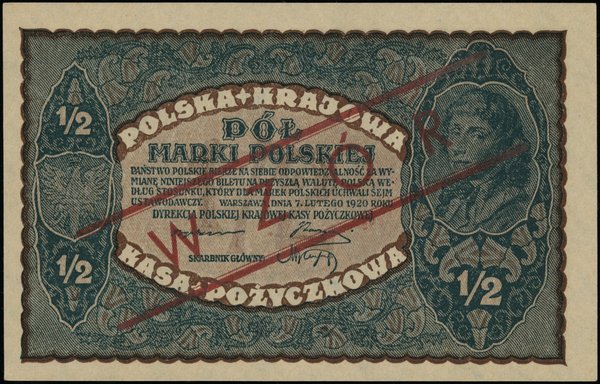 POLSKA KRAJOWA
1/2
PÓŁ
MARKI POLSKIEJ
PAŃSTWO POLSKIE BIERZE NA SIEBIE ODPOWIEDZIALNOŚĆ ZA WY-
MIANĘ NINIEJSZEGO BILETU NA PRZYSZŁĄ WALUTĘ POLSKĄ WE-
DŁUG STOSUNKU, KTÓRY DLA MAREK POLSKICH UCHWALI SEJM
USTAWODAWCZY. WARSZAWA, DNIA 7. LUTEGO 1920 ROKU
DYREKCJA POLSKIEJ KRAJOWEJ KASY POŻYCZKOWEJ
SKARBNIK GŁÓWNY:
WZÓR
1/2
1/2
KASA POŻYCZKOWA